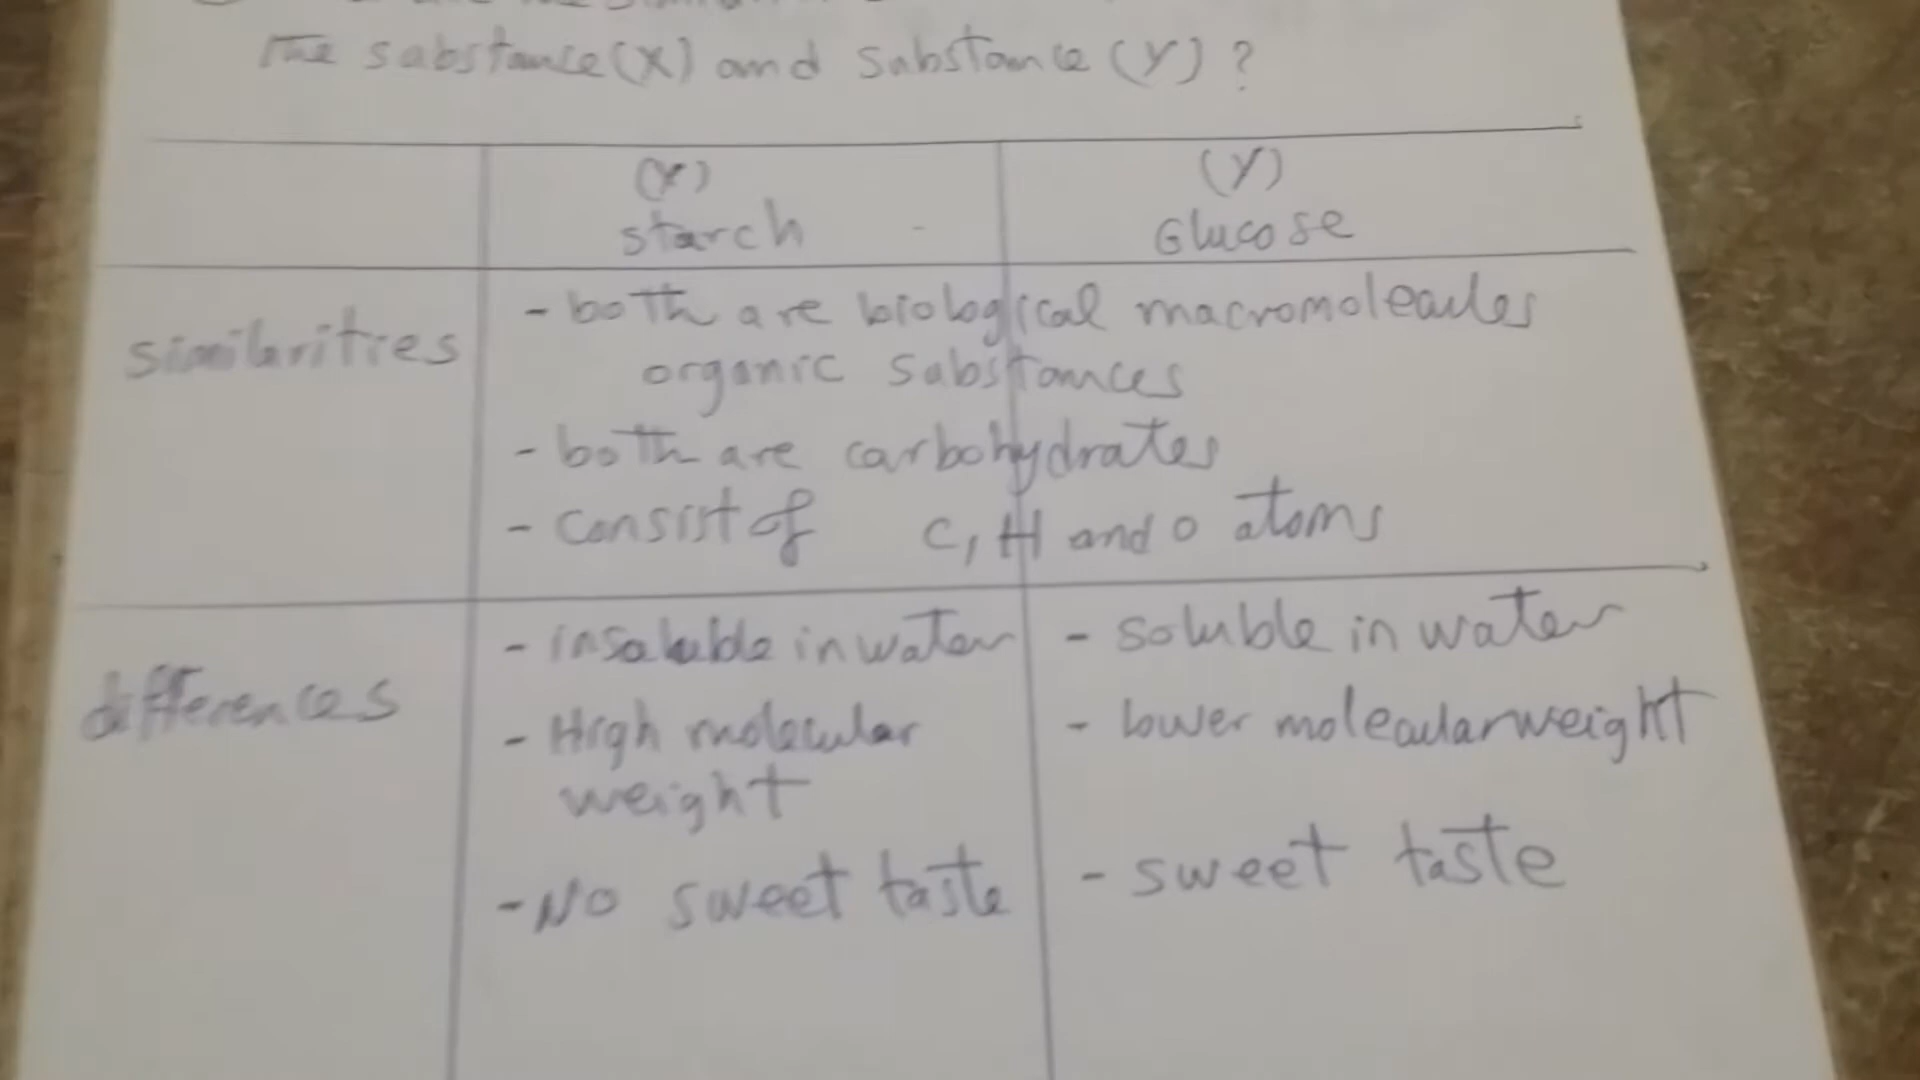 The substance (X) and substance (Y) ?
(X)
starch
(Y)
Glucose
similarities
- both are biological macromolecules
organic substances
- both are carbohydrates
- consist of C, H and O atoms
differences
- insoluble in water
- High molecular
weight
- No sweet taste
- soluble in water
- lower molecular weight
- sweet taste